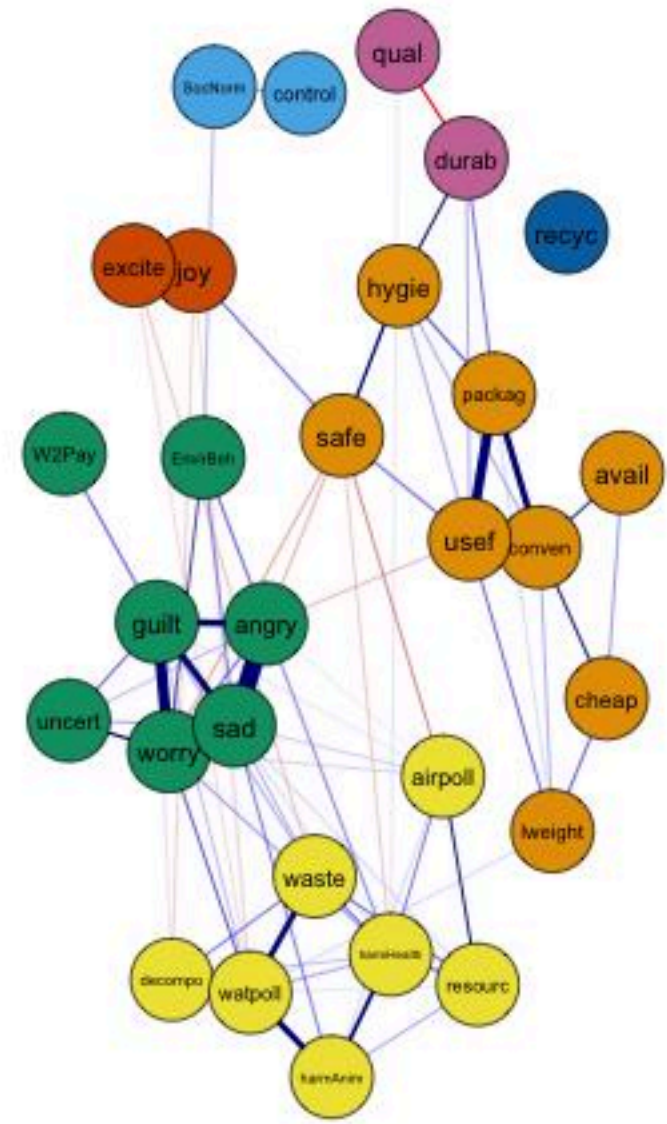 qual
SocNorm
control
durab
recyc
excite
joy
hygie
packag
safe
W2Pay
EnvirBeh
avail
usef
conven
guilt
angry
cheap
uncert
sad
worry
airpoll
lweight
waste
harmHealth
decompo
watpoll
resourc
harmAnim